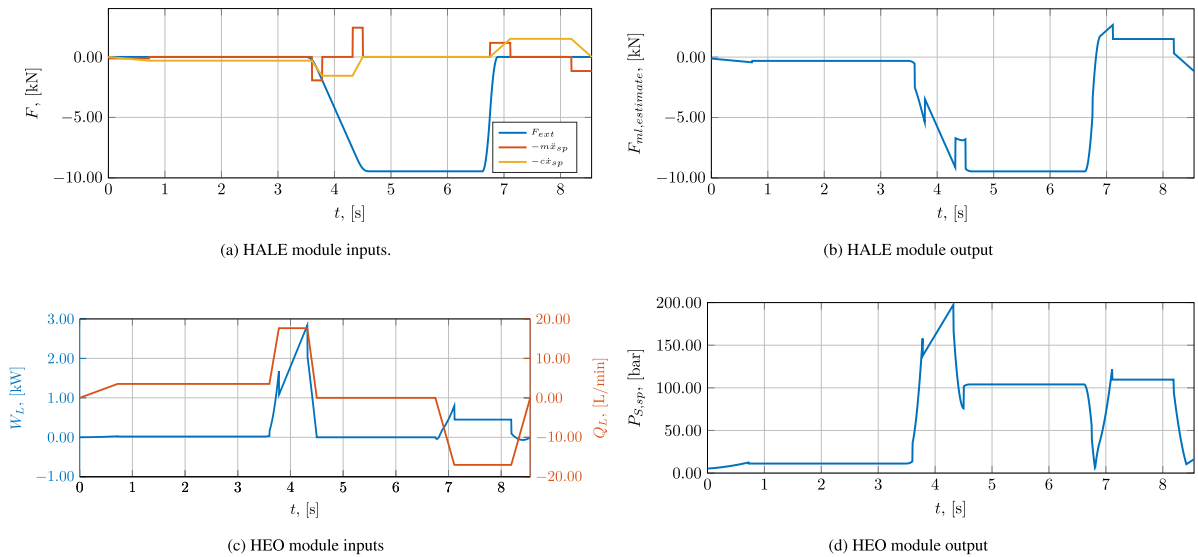 0.00
−5.00
−10.00
F, [kN]
0 1 2 3 4 5 6 7 8
t, [s]
F_ext
−mẍ_sp
−cẋ_sp
(a) HALE module inputs.
0.00
−5.00
−10.00
F_ml,estimate, [kN]
0 1 2 3 4 5 6 7 8
t, [s]
(b) HALE module output
3.00
2.00
1.00
0.00
−1.00
W_L, [kW]
20.00
10.00
0.00
−10.00
−20.00
Q_L, [L/min]
0 1 2 3 4 5 6 7 8
t, [s]
(c) HEO module inputs
200.00
150.00
100.00
50.00
0.00
P_S,sp, [bar]
0 1 2 3 4 5 6 7 8
t, [s]
(d) HEO module output